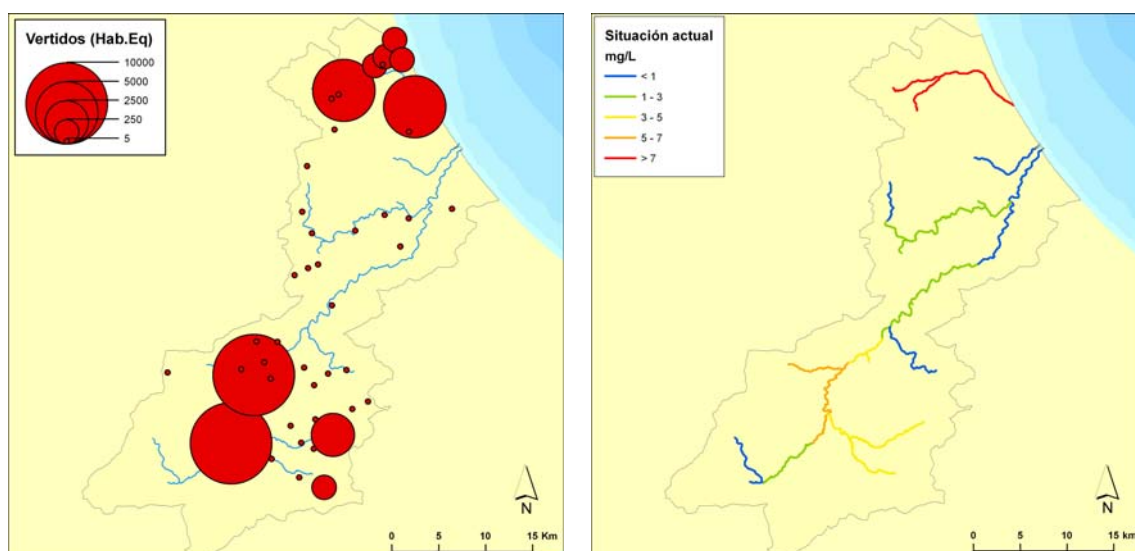 Vertidos (Hab.Eq)
10000
5000
2500
250
5
N
0 5 10 15 Km
Situación actual
mg/L
< 1
1 - 3
3 - 5
5 - 7
> 7
N
0 5 10 15 Km